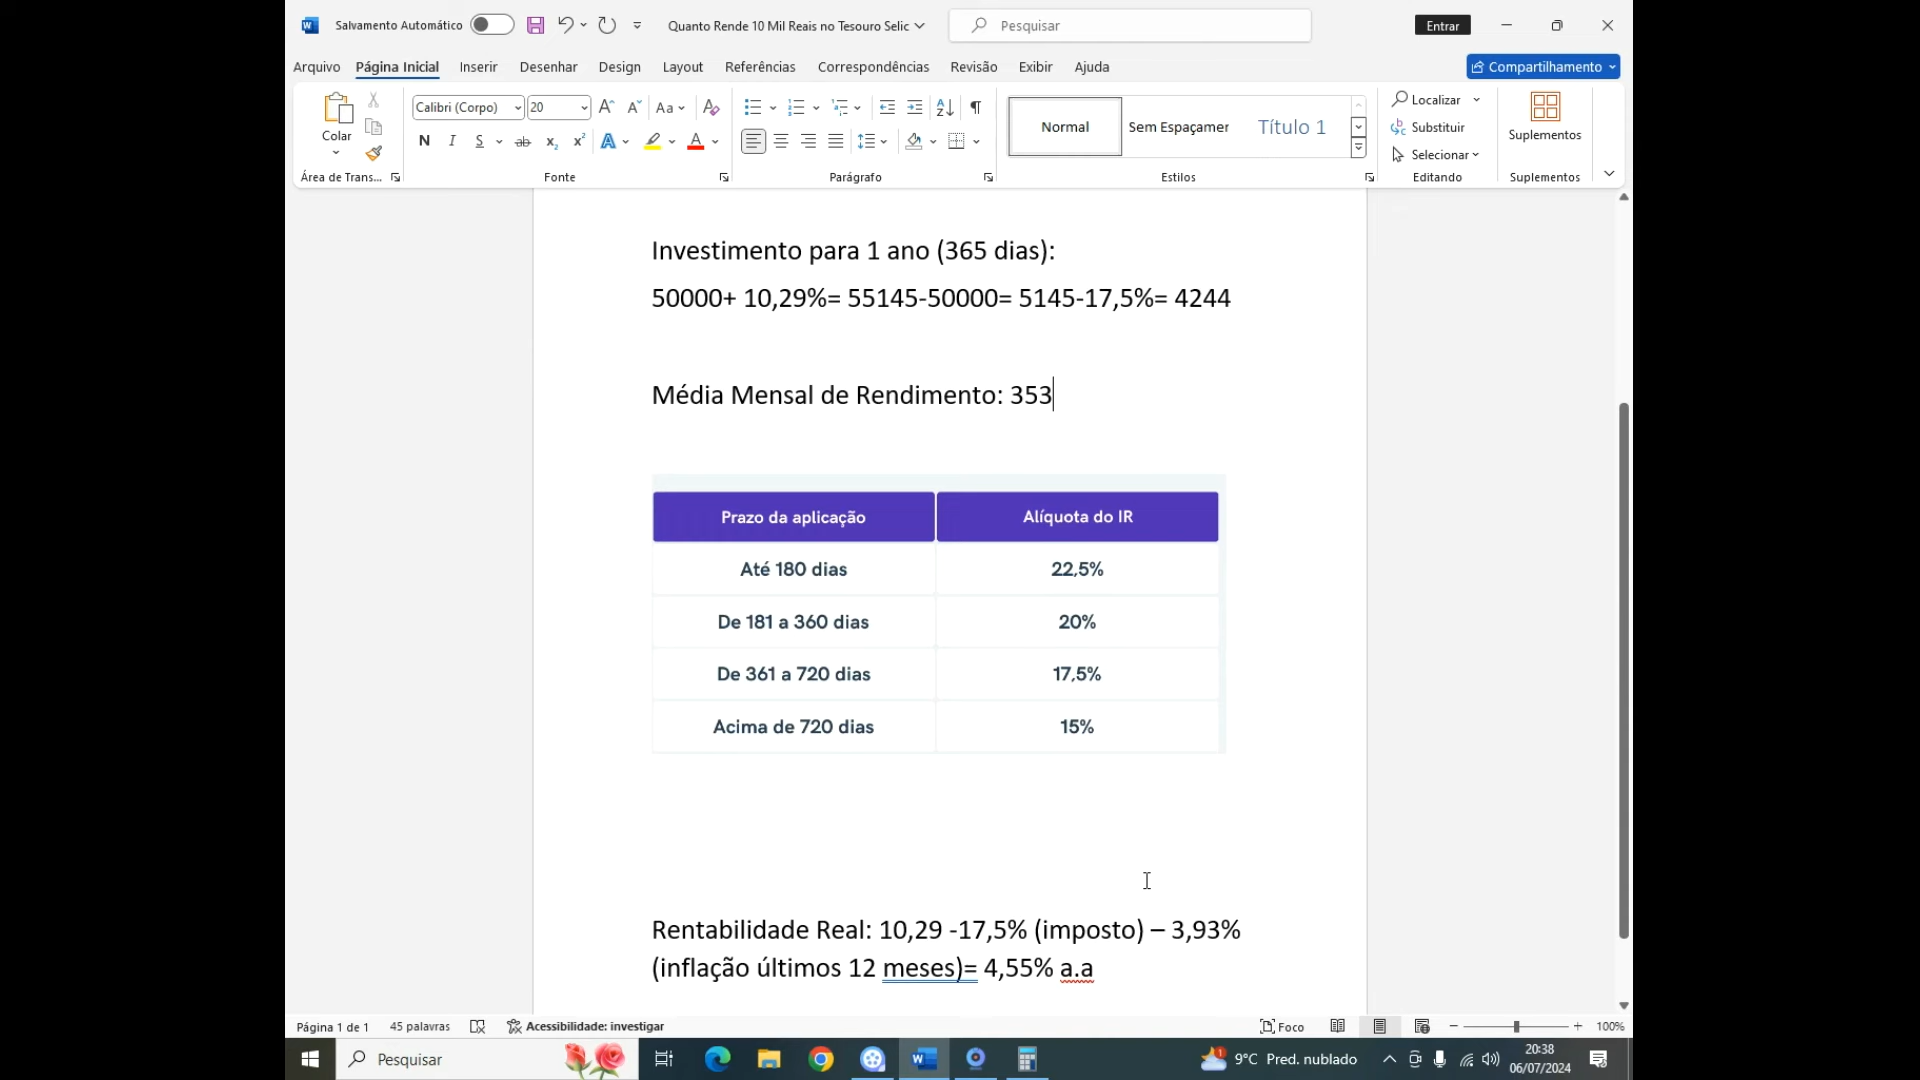 Salvamento Automático
Quanto Rende 10 Mil Reais no Tesouro Selic
Pesquisar
Entrar
Arquivo Página Inicial Inserir Desenhar Design Layout Referências Correspondências Revisão Exibir Ajuda
Compartilhamento
Colar
Calibri (Corpo) 20
Aa
N I S ab
Normal
Sem Espaçamer
Título 1
Localizar
Substituir
Selecionar
Suplementos
Área de Trans... Fonte Parágrafo Estilos Editando Suplementos
Investimento para 1 ano (365 dias):
50000+ 10,29%= 55145-50000= 5145-17,5%= 4244
Média Mensal de Rendimento: 353
Prazo da aplicação Alíquota do IR
Até 180 dias 22,5%
De 181 a 360 dias 20%
De 361 a 720 dias 17,5%
Acima de 720 dias 15%
Rentabilidade Real: 10,29 -17,5% (imposto) – 3,93%
(inflação últimos 12 meses)= 4,55% a.a
Página 1 de 1 45 palavras Acessibilidade: investigar Foco 100%
Pesquisar
9°C Pred. nublado
20:38
06/07/2024